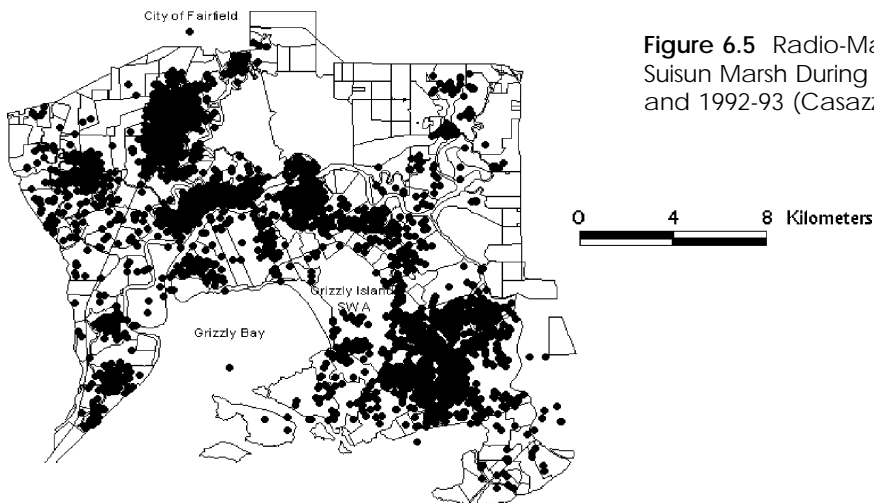 City of Fairfield
Figure 6.5 Radio-Ma
Suisun Marsh During
and 1992-93 (Casazz
0 4 8 Kilometers
Grizzly Island
SWA
Grizzly Bay